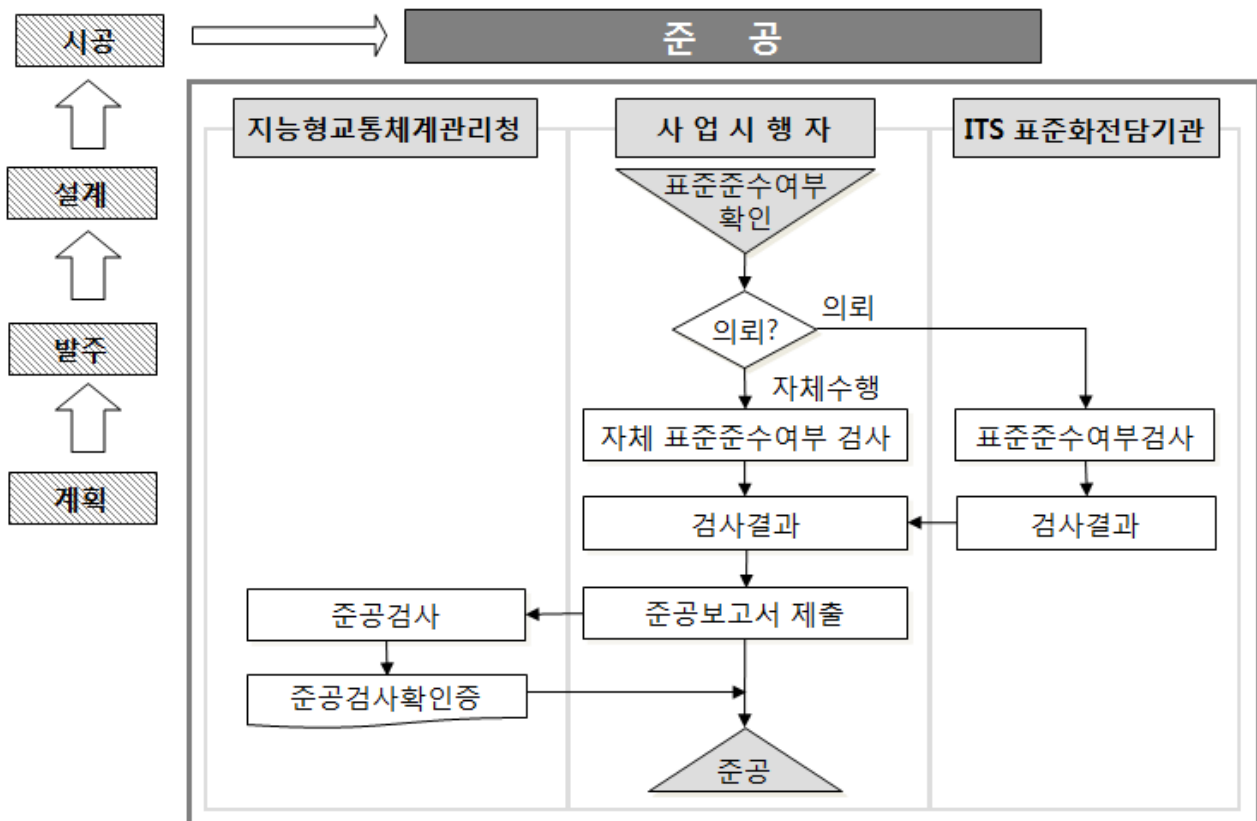 시공
준 공
지능형교통체계관리청
사 업 시 행 자
ITS 표준화전담기관
설계
표준준수여부
확인
의뢰
의뢰?
발주
자체수행
자체 표준준수여부 검사
표준준수여부검사
계획
검사결과
검사결과
준공검사
준공보고서 제출
준공검사확인증
준공